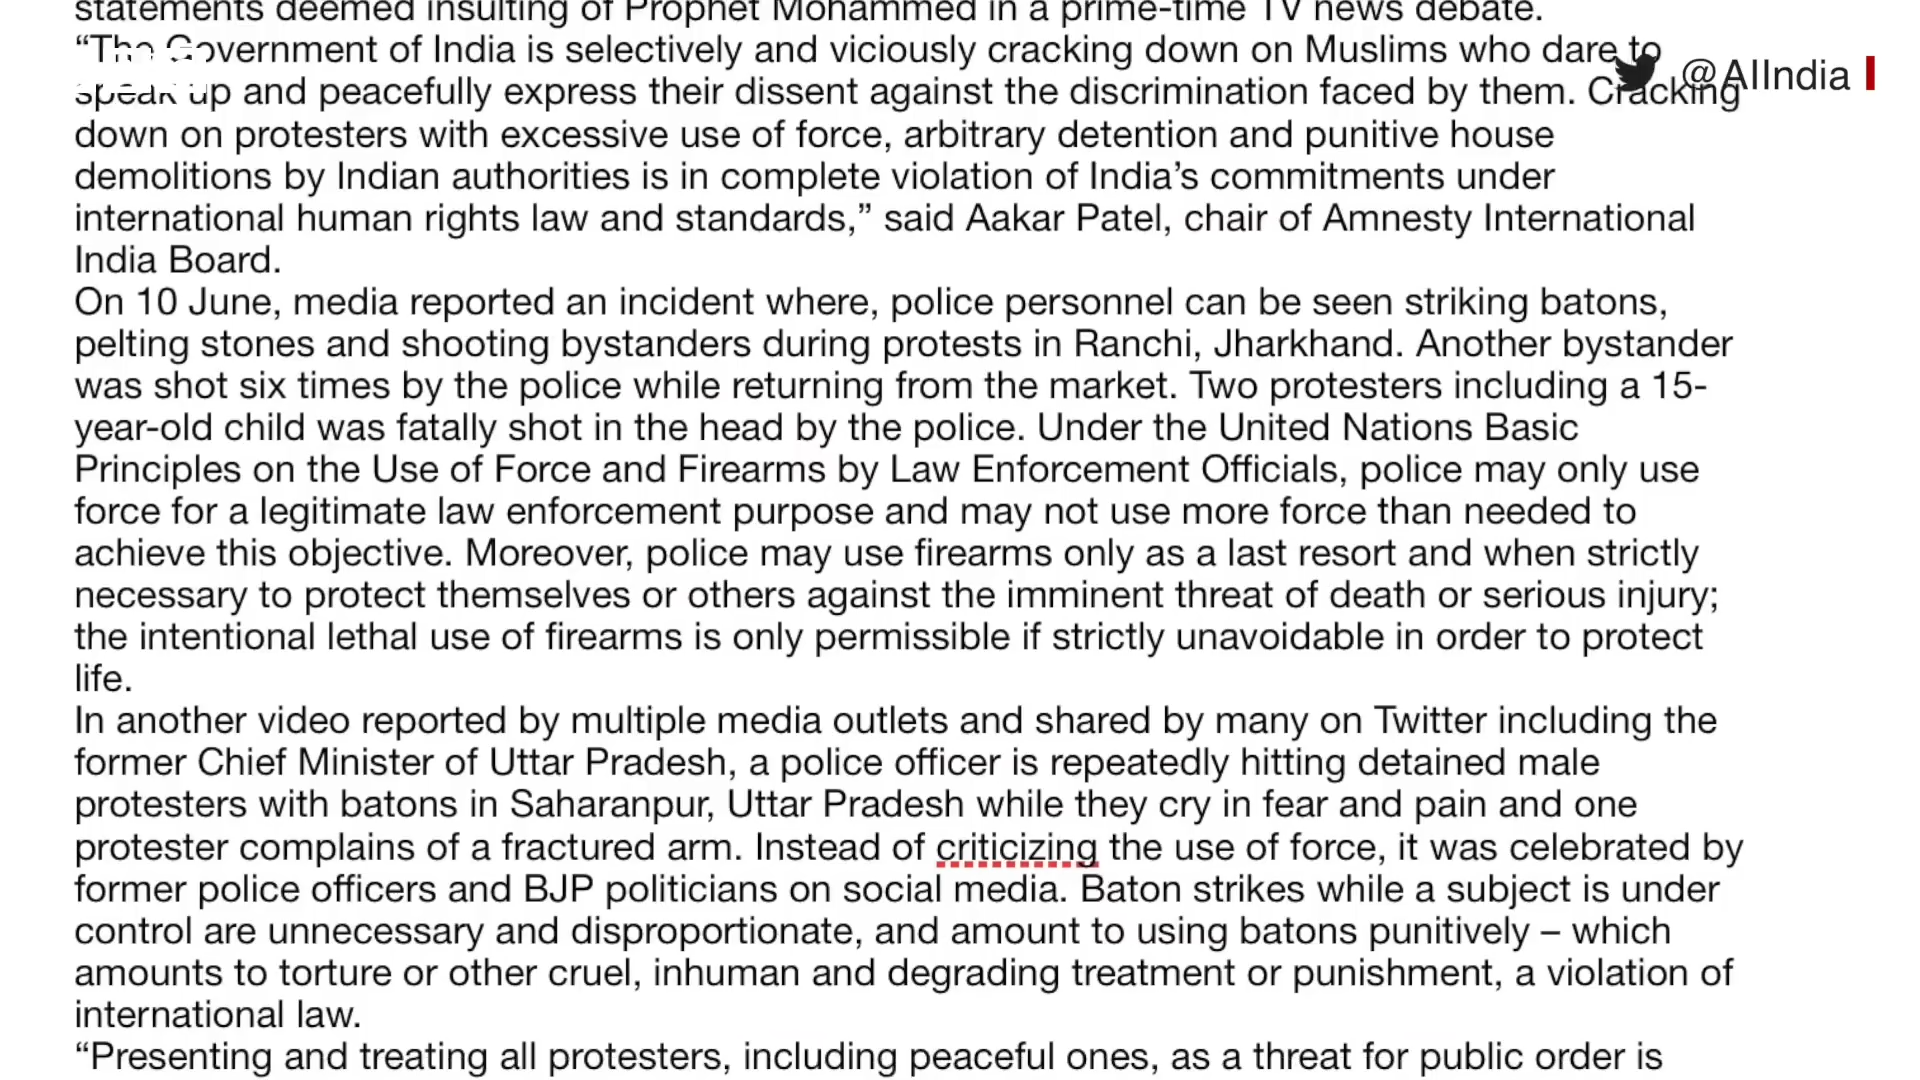 statements deemed insulting of Prophet Mohammed in a prime-time TV news debate.
“The Government of India is selectively and viciously cracking down on Muslims who dare to
@AIIndia
speak up and peacefully express their dissent against the discrimination faced by them. Cracking
down on protesters with excessive use of force, arbitrary detention and punitive house
demolitions by Indian authorities is in complete violation of India’s commitments under
international human rights law and standards,” said Aakar Patel, chair of Amnesty International
India Board.
On 10 June, media reported an incident where, police personnel can be seen striking batons,
pelting stones and shooting bystanders during protests in Ranchi, Jharkhand. Another bystander
was shot six times by the police while returning from the market. Two protesters including a 15-
year-old child was fatally shot in the head by the police. Under the United Nations Basic
Principles on the Use of Force and Firearms by Law Enforcement Officials, police may only use
force for a legitimate law enforcement purpose and may not use more force than needed to
achieve this objective. Moreover, police may use firearms only as a last resort and when strictly
necessary to protect themselves or others against the imminent threat of death or serious injury;
the intentional lethal use of firearms is only permissible if strictly unavoidable in order to protect
life.
In another video reported by multiple media outlets and shared by many on Twitter including the
former Chief Minister of Uttar Pradesh, a police officer is repeatedly hitting detained male
protesters with batons in Saharanpur, Uttar Pradesh while they cry in fear and pain and one
protester complains of a fractured arm. Instead of criticizing the use of force, it was celebrated by
former police officers and BJP politicians on social media. Baton strikes while a subject is under
control are unnecessary and disproportionate, and amount to using batons punitively – which
amounts to torture or other cruel, inhuman and degrading treatment or punishment, a violation of
international law.
“Presenting and treating all protesters, including peaceful ones, as a threat for public order is